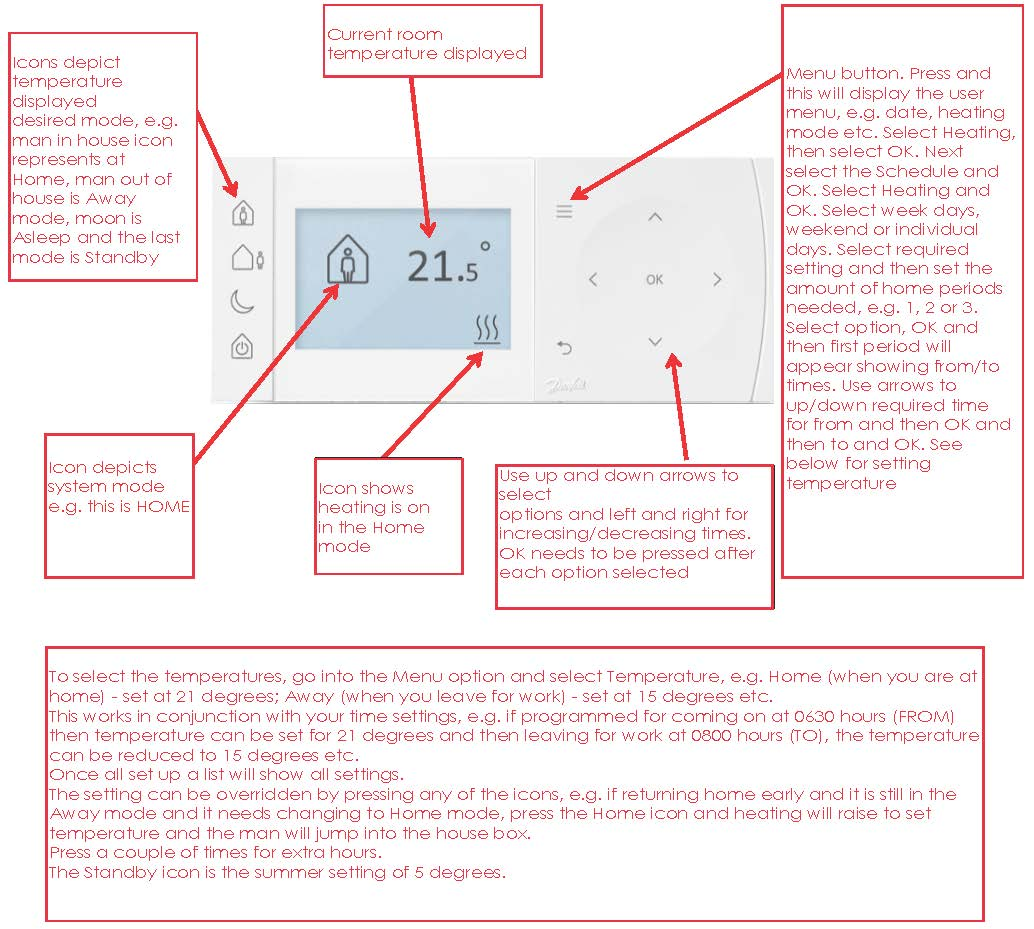 Current room
temperature displayed
Icons depict
temperature
displayed
desired mode, e.g.
man in house icon
represents at
Home, man out of
house is Away
mode, moon is
Asleep and the last
mode is Standby
Menu button. Press and
this will display the user
menu, e.g. date, heating
mode etc. Select Heating,
then select OK. Next
select the Schedule and
OK. Select Heating and
OK. Select week days,
weekend or individual
days. Select required
setting and then set the
amount of home periods
needed, e.g. 1, 2 or 3.
Select option, OK and
then first period will
appear showing from/to
times. Use arrows to
up/down required time
for from and then OK and
then to and OK. See
below for setting
temperature
21.5°
OK
Danfoss
Icon depicts
system mode
e.g. this is HOME
Icon shows
heating is on
in the Home
mode
Use up and down arrows to
select
options and left and right for
increasing/decreasing times.
OK needs to be pressed after
each option selected
To select the temperatures, go into the Menu option and select Temperature, e.g. Home (when you are at
home) - set at 21 degrees; Away (when you leave for work) - set at 15 degrees etc.
This works in conjunction with your time settings, e.g. if programmed for coming on at 0630 hours (FROM)
then temperature can be set for 21 degrees and then leaving for work at 0800 hours (TO), the temperature
can be reduced to 15 degrees etc.
Once all set up a list will show all settings.
The setting can be overridden by pressing any of the icons, e.g. if returning home early and it is still in the
Away mode and it needs changing to Home mode, press the Home icon and heating will raise to set
temperature and the man will jump into the house box.
Press a couple of times for extra hours.
The Standby icon is the summer setting of 5 degrees.